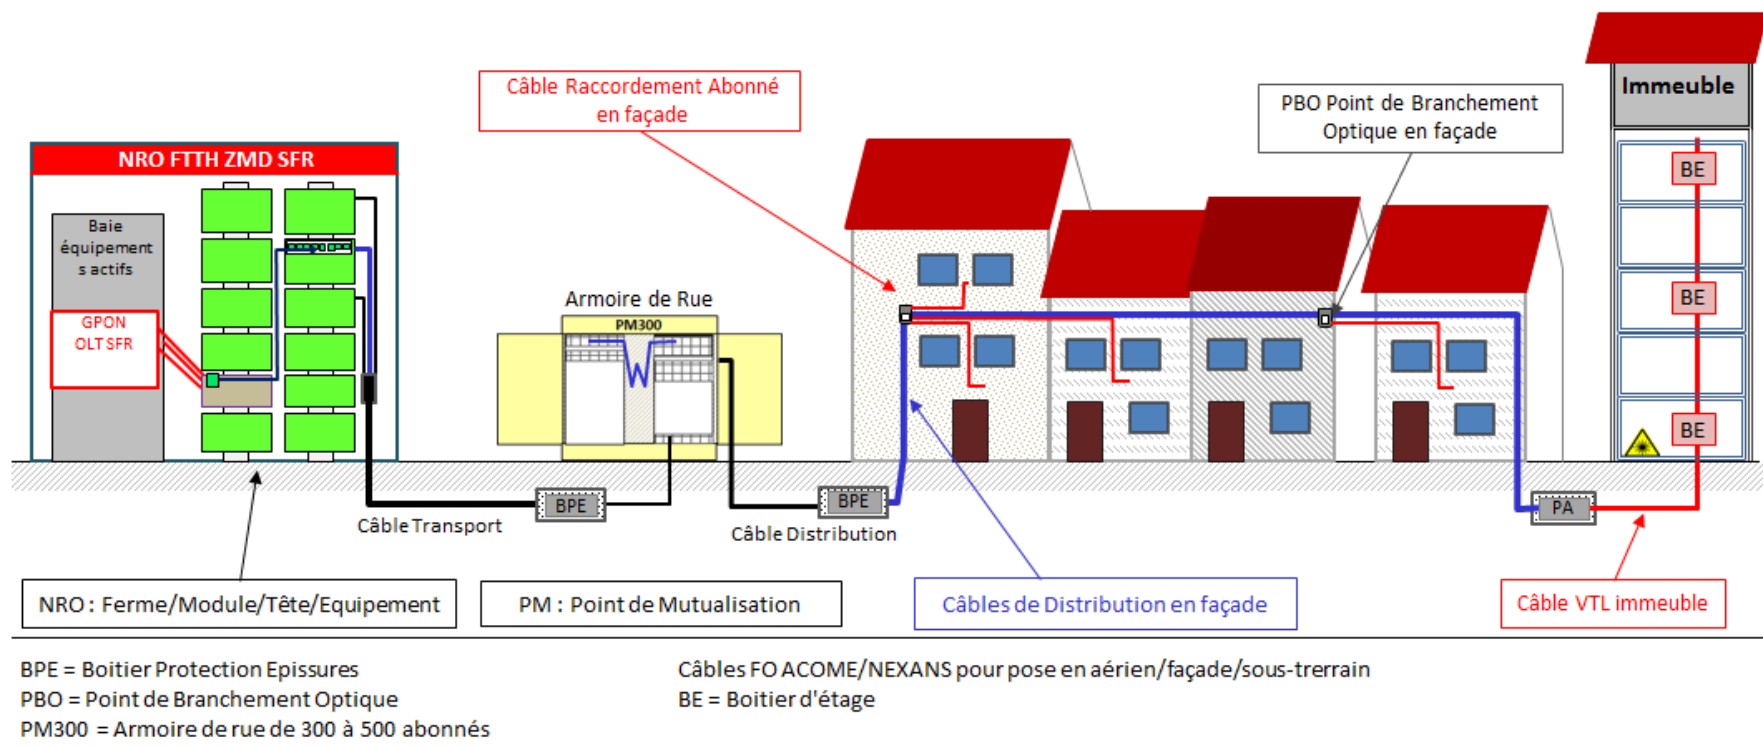 Câble Raccordement Abonné
en façade
PBO Point de Branchement
Optique en façade
Immeuble
NRO FTTH ZMD SFR
BE
Baie
équipement
s actifs
Armoire de Rue
BE
GPON
OLT SFR
PM300
BE
BPE
BPE
PA
Câble Transport
Câble Distribution
NRO : Ferme/Module/Tête/Equipement
PM : Point de Mutualisation
Câbles de Distribution en façade
Câble VTL immeuble
BPE = Boitier Protection Epissures
PBO = Point de Branchement Optique
PM300 = Armoire de rue de 300 à 500 abonnés
Câbles FO ACOME/NEXANS pour pose en aérien/façade/sous-trerrain
BE = Boitier d'étage